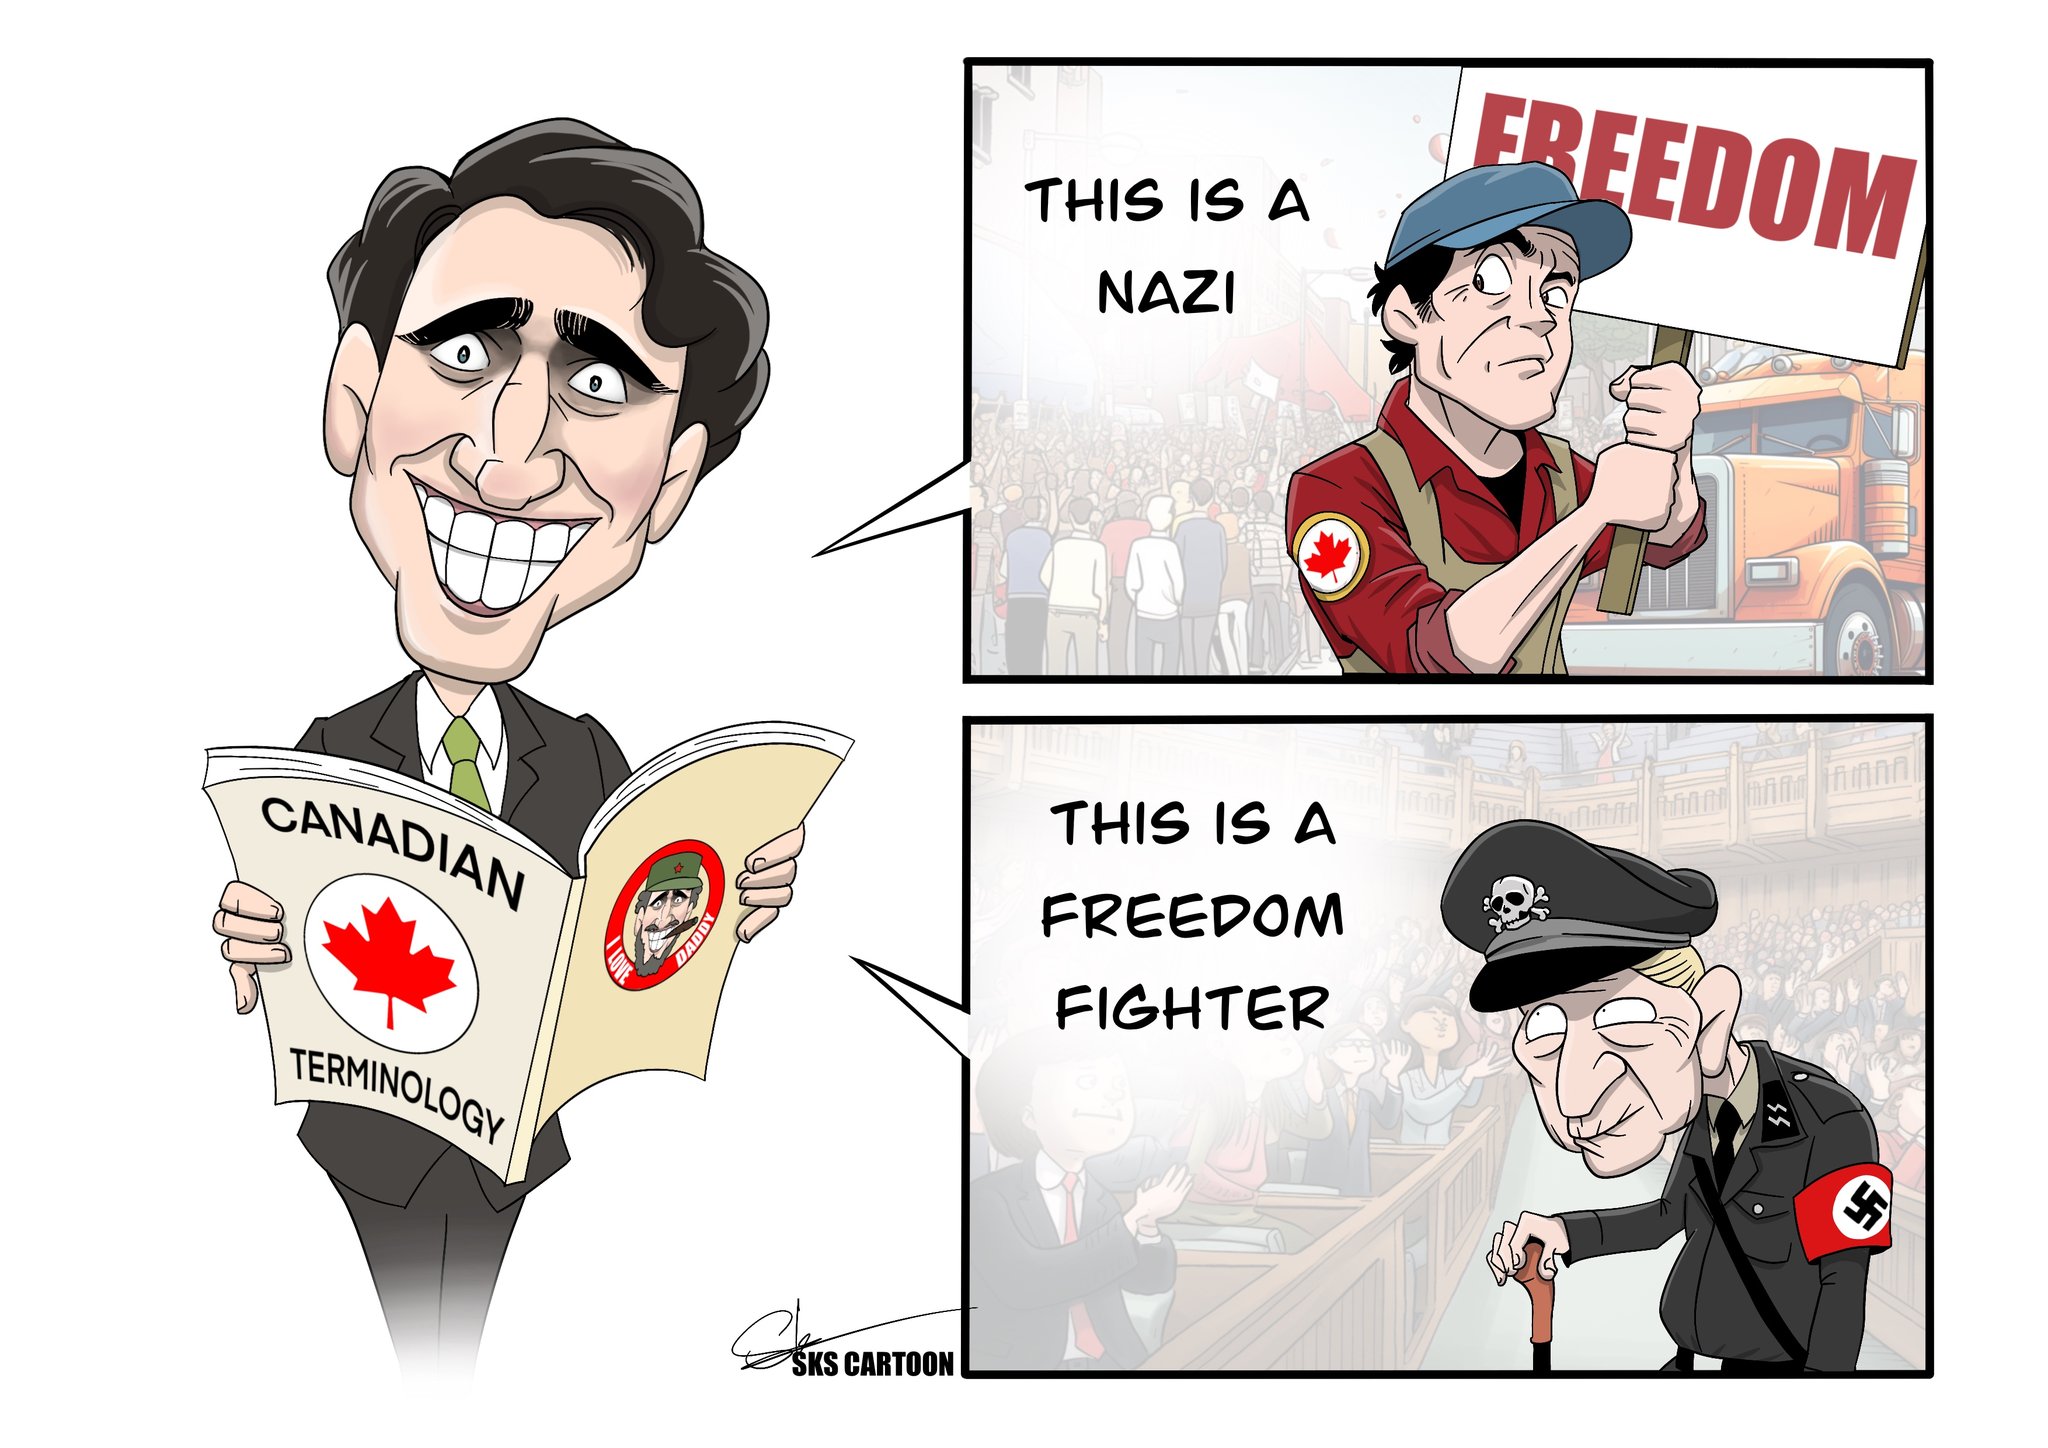 FREEDOM
THIS IS A
NAZI
CANADIAN
TERMINOLOGY
I LOVE
DADDY
THIS IS A
FREEDOM
FIGHTER
SKS CARTOON